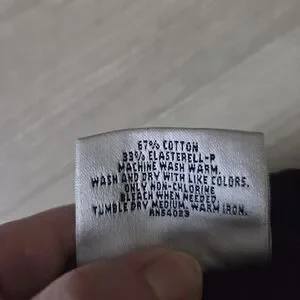 67% COTTON
33% ELASTERELL-P
MACHINE WASH WARM.
WASH AND DRY WITH LIKE COLORS.
ONLY NON-CHLORINE
BLEACH WHEN NEEDED.
TUMBLE DRY MEDIUM, WARM IRON.
RN54023